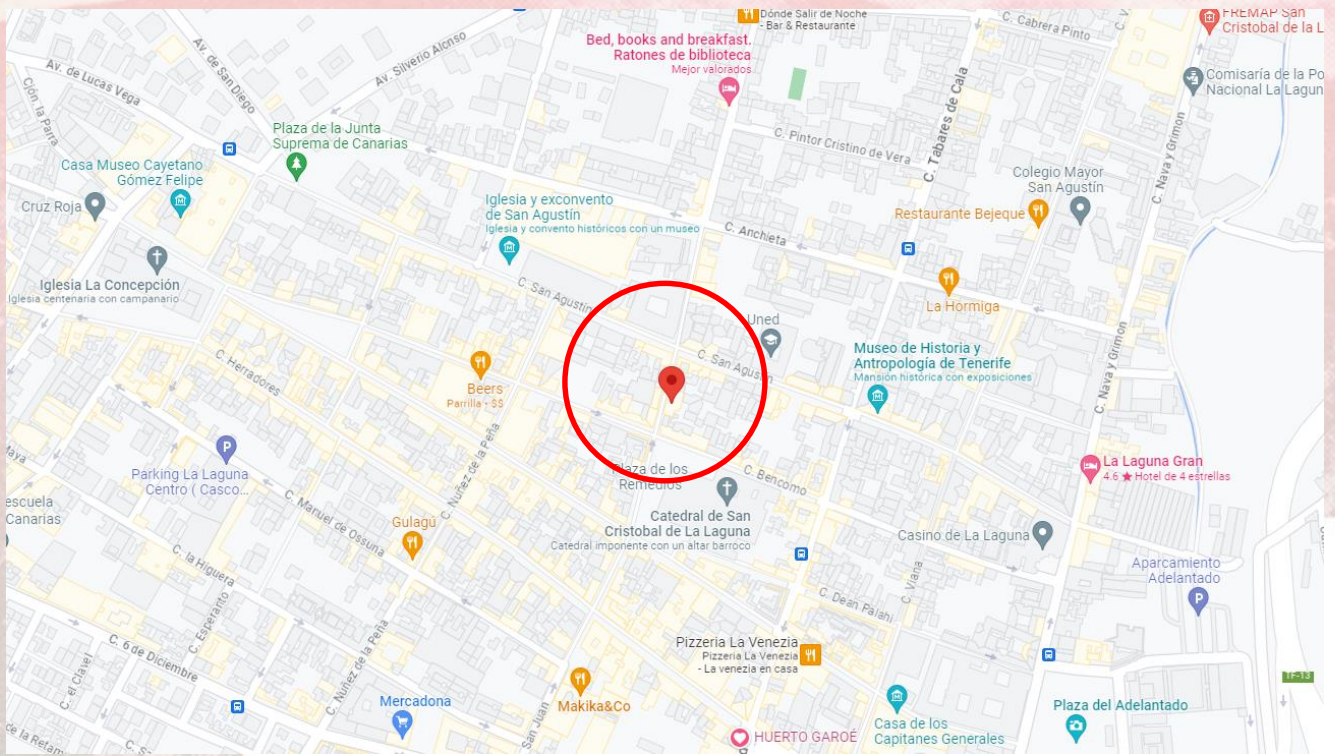 Dónde Salir de Noche
- Bar & Restaurante
C. Cabrera Pinto
FREMAP San
Cristobal de la L
Bed, books and breakfast.
Ratones de biblioteca
Mejor valorados
Av. Silverio Alonso
Av. de San Diego
Av. de Lucas Vega
Cjón. la Parra
Comisaría de la Po
Nacional La Lagun
Plaza de la Junta
Suprema de Canarias
C. Pintor Cristino de Vera
C. Tabares de Cala
C. Nava y Grimon
Casa Museo Cayetano
Gómez Felipe
Colegio Mayor
San Agustín
Cruz Roja
Iglesia y exconvento
de San Agustín
Iglesia y convento históricos con un museo
Restaurante Bejeque
C. Anchieta
Iglesia La Concepción
Iglesia centenaria con campanario
C. San Agustín
La Hormiga
Uned
C. Herradores
C. San Agustín
Museo de Historia y
Antropología de Tenerife
Mansión histórica con exposiciones
C. Nava y Grimon
Beers
Parrilla • $$
Parking La Laguna
Centro ( Casco...
C. Núñez de la Peña
Plaza de los
Remedios
C. Bencomo
La Laguna Gran
4.6 ★ Hotel de 4 estrellas
escuela
Canarias
C. Manuel de Ossuna
Gulagú
Catedral de San
Cristobal de La Laguna
Catedral imponente con un altar barroco
Casino de La Laguna
C. la Higuera
Aparcamiento
Adelantado
C. Viana
C. Dean Palahi
C. Esperanto
C. Núñez de la Peña
C. 6 de Diciembre
C. el Clavel
Pizzeria La Venezia
Pizzeria La Venezia
- La venezia en casa
TF-13
Mercadona
Makika&Co
San Juan
Plaza del Adelantado
HUERTO GAROÉ
Casa de los
Capitanes Generales